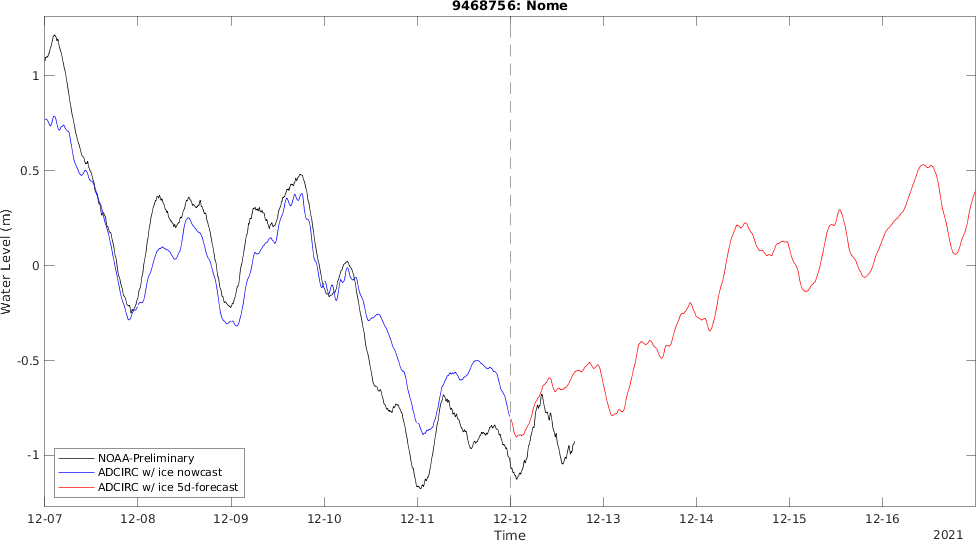 9468756: Nome
Water Level (m)
1
0.5
0
-0.5
-1
NOAA-Preliminary
ADCIRC w/ ice nowcast
ADCIRC w/ ice 5d-forecast
12-07 12-08 12-09 12-10 12-11 12-12 12-13 12-14 12-15 12-16
Time
2021